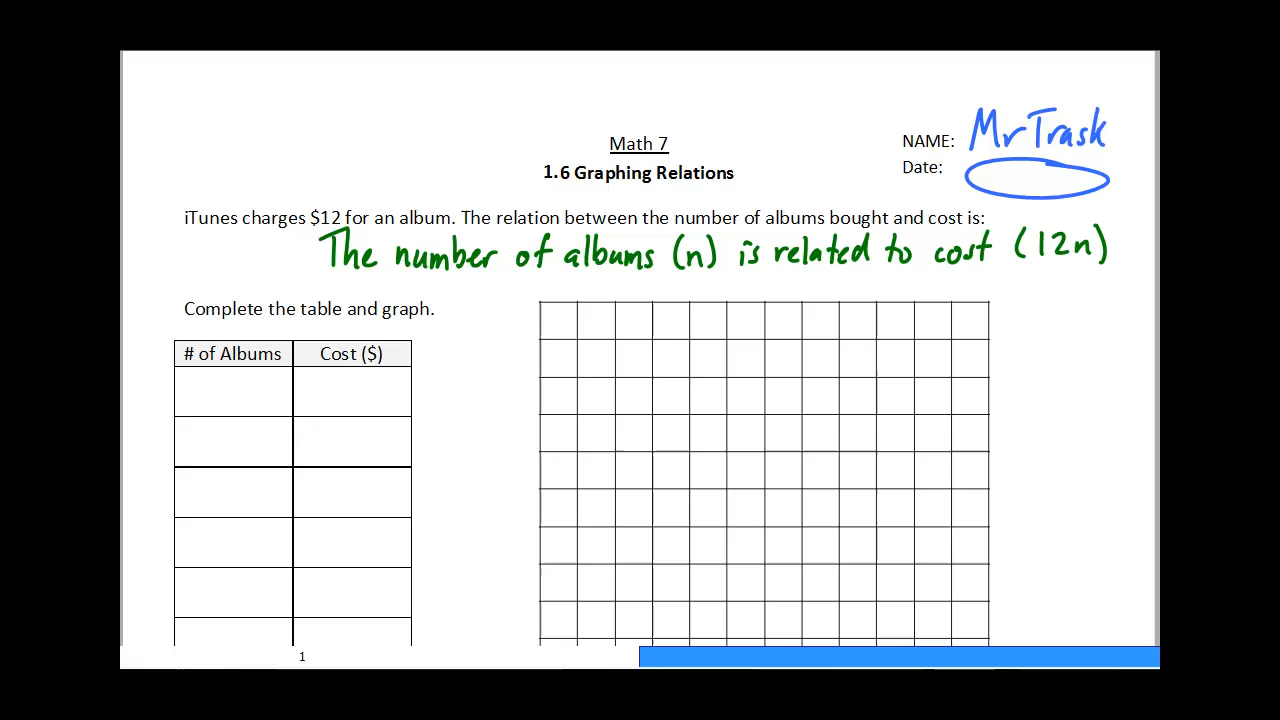 Math 7
1.6 Graphing Relations
NAME: Mr Trask
Date:
iTunes charges $12 for an album. The relation between the number of albums bought and cost is:
The number of albums (n) is related to cost (12n)
Complete the table and graph.
# of Albums Cost ($)
1